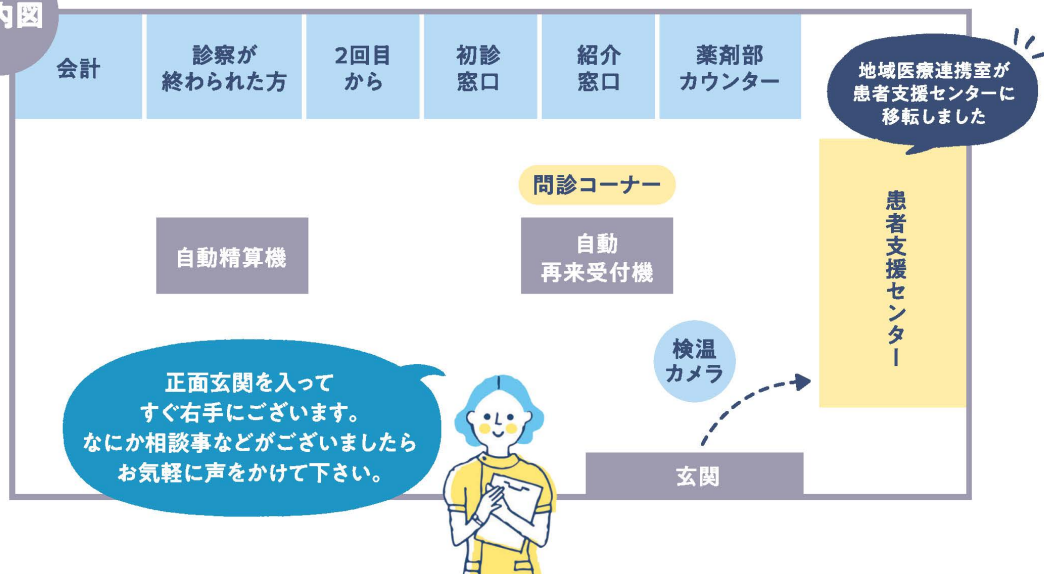 内図
会計
診察が
終わられた方
2回目
から
初診
窓口
紹介
窓口
薬剤部
カウンター
地域医療連携室が
患者支援センターに
移転しました
問診コーナー
自動精算機
自動
再来受付機
患者支援センター
検温
カメラ
正面玄関を入って
すぐ右手にございます。
なにか相談事などがございましたら
お気軽に声をかけて下さい。
玄関